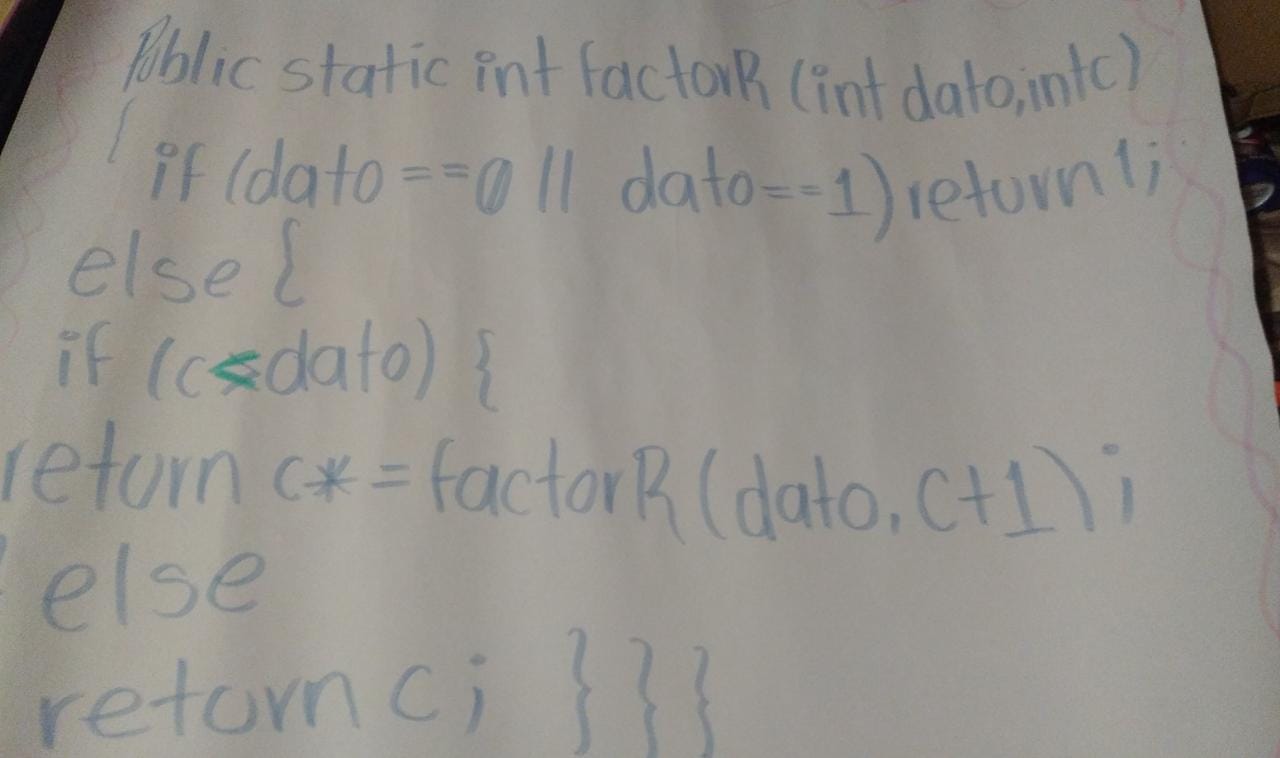 Public static int factorR (int dato,intc)
{ if (dato==0 || dato==1) return 1;
else {
if (c<dato) {
return c*=factorR(dato,c+1);
} else
return c; } } }